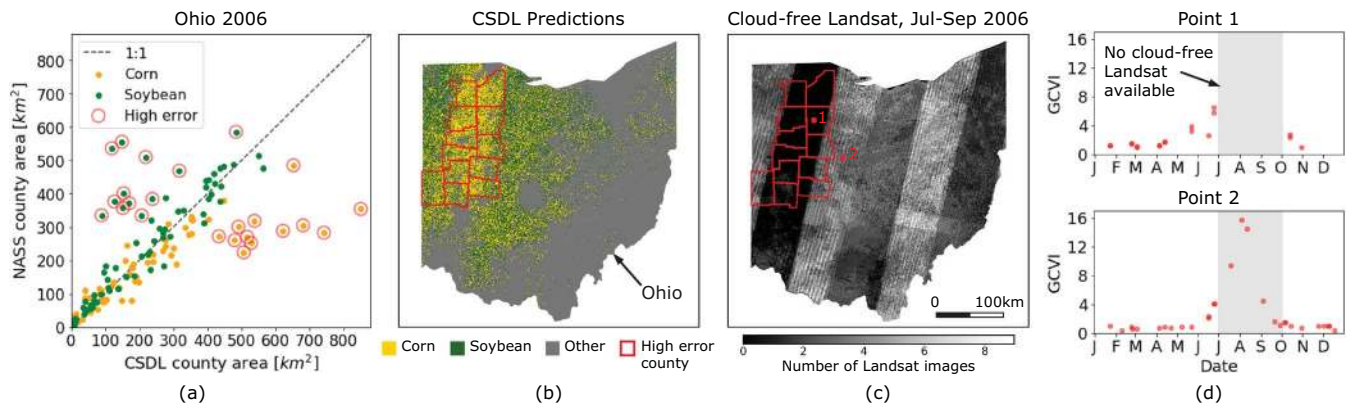 Ohio 2006
NASS county area [km²]
800
700
600
500
400
300
200
100
0
1:1
Corn
Soybean
High error
0 100 200 300 400 500 600 700 800
CSDL county area [km²]
(a)
CSDL Predictions
Ohio
Corn
Soybean
Other
High error
county
(b)
Cloud-free Landsat, Jul-Sep 2006
1
2
0 100km
0 2 4 6 8
Number of Landsat images
(c)
Point 1
GCVI
16
12
8
4
0
No cloud-free
Landsat
available
J F M A M J J A S O N D
Point 2
GCVI
16
12
8
4
0
J F M A M J J A S O N D
Date
(d)